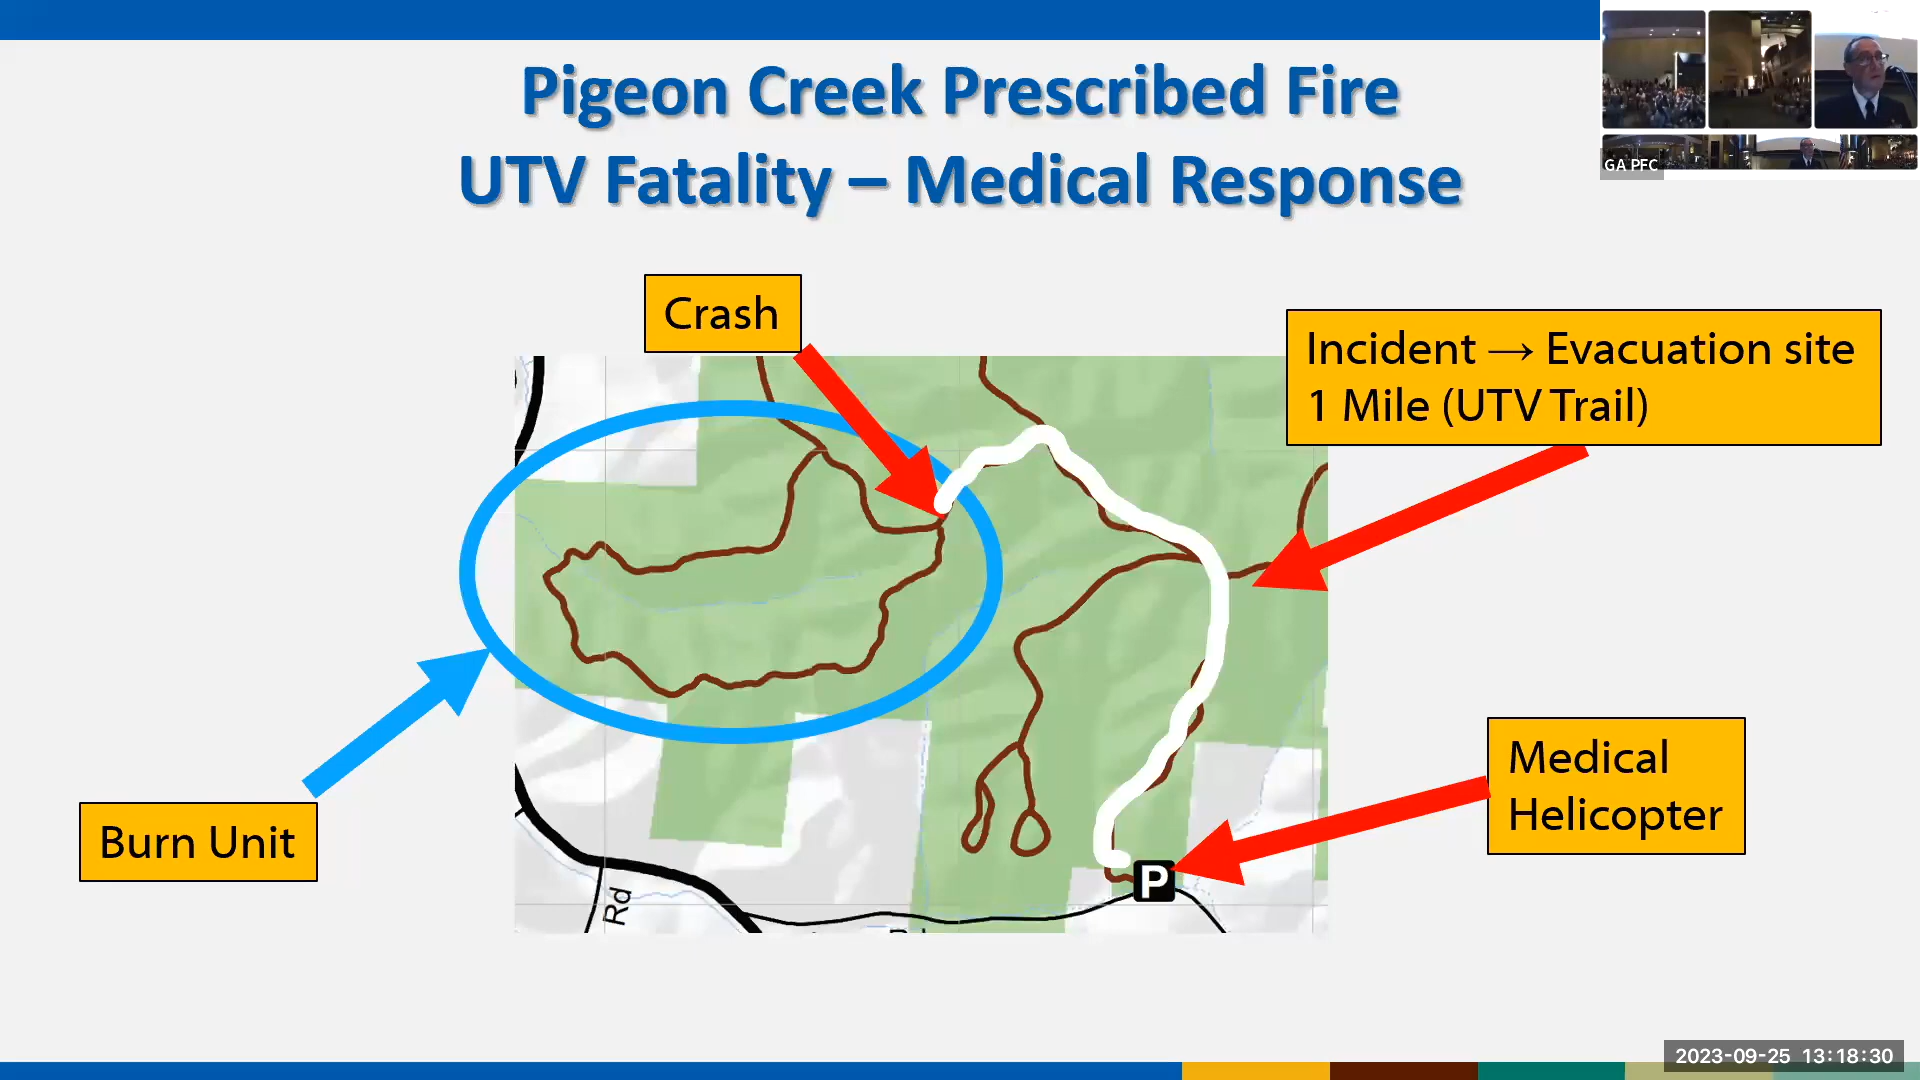 Pigeon Creek Prescribed Fire
UTV Fatality – Medical Response
GA PFC
Crash
Incident → Evacuation site
1 Mile (UTV Trail)
Medical
Helicopter
Burn Unit
P
Rd
2023-09-25 13:18:30